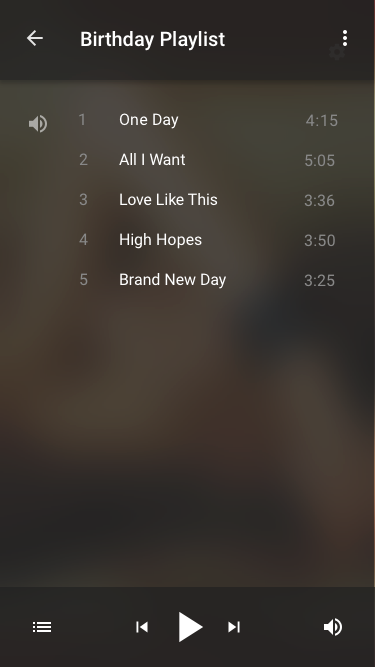 Birthday Playlist
1 One Day 4:15
2 All I Want 5:05
3 Love Like This 3:36
4 High Hopes 3:50
5 Brand New Day 3:25